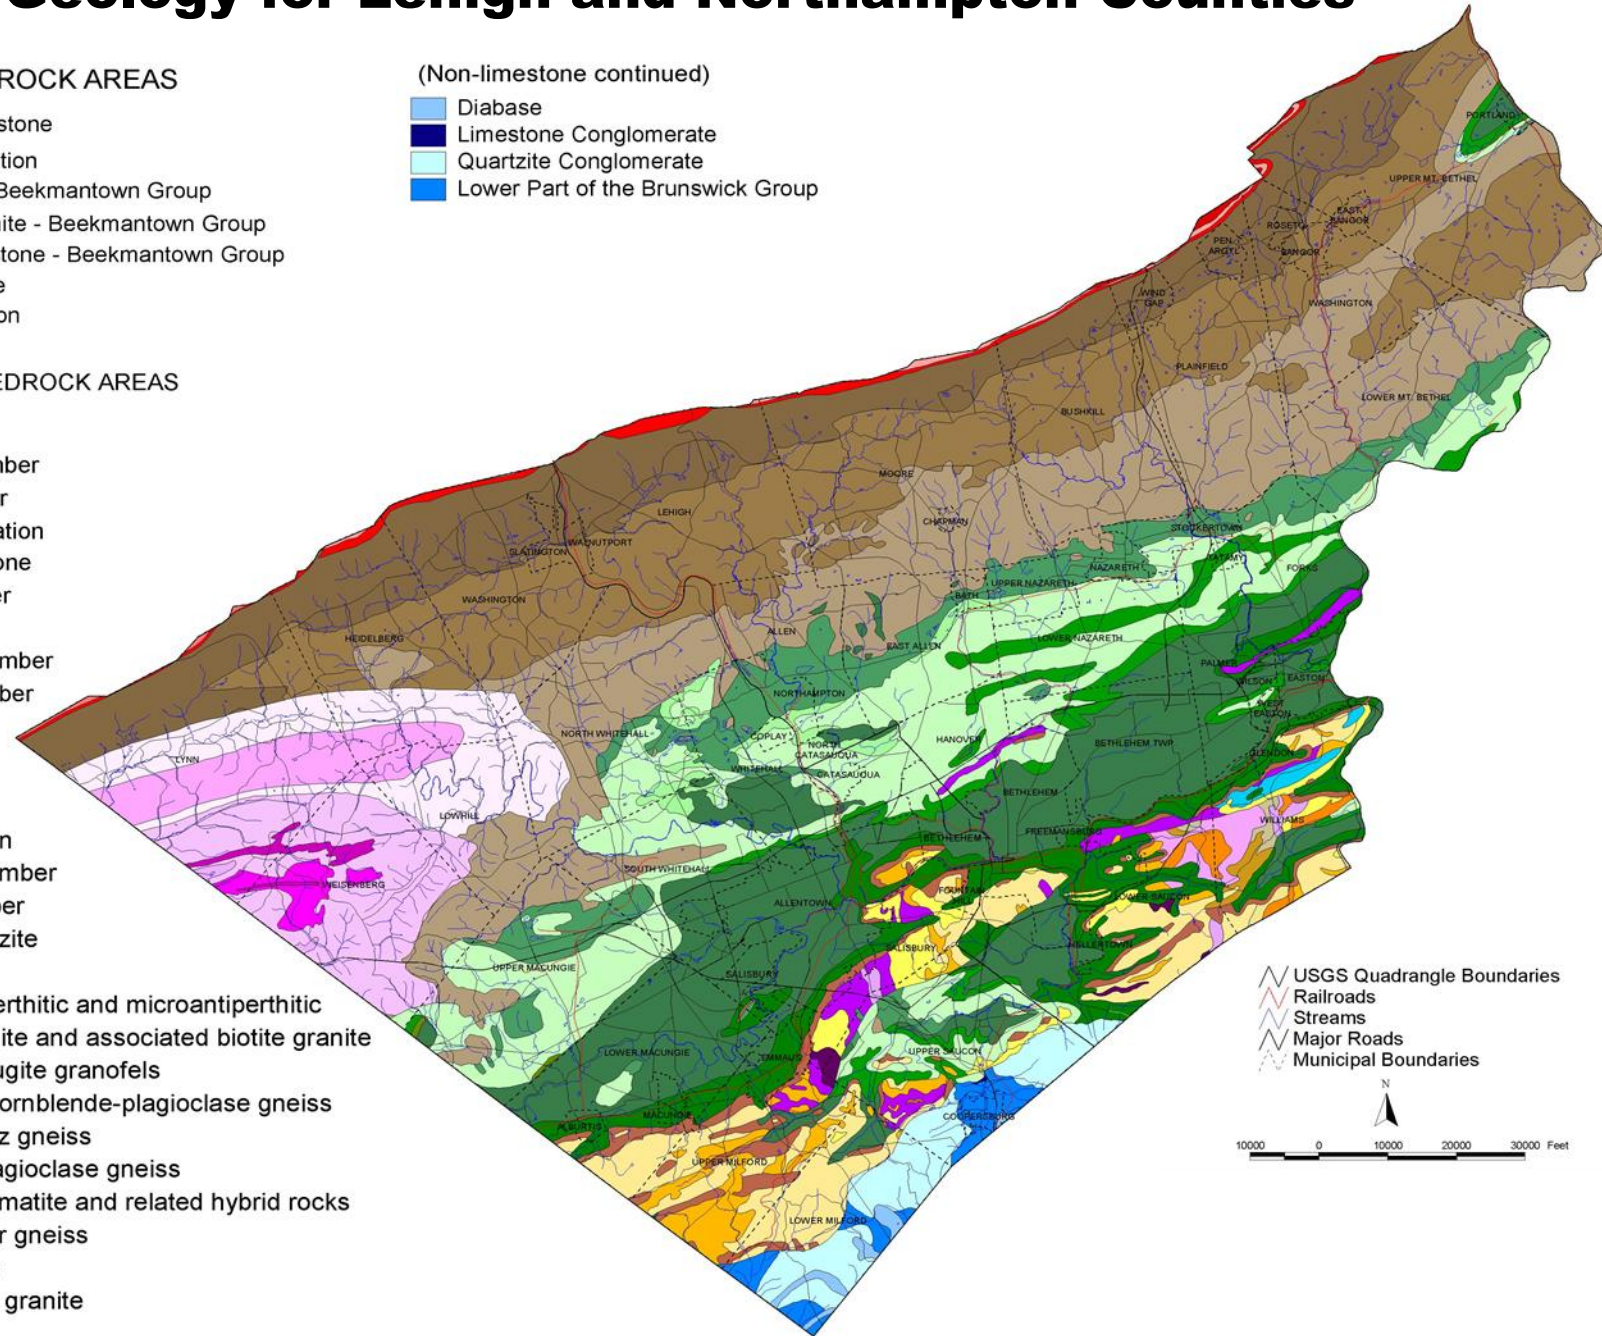 Geology for Lehigh and Northampton Counties
ROCK AREAS
stone
tion
Beekmantown Group
ite - Beekmantown Group
tone - Beekmantown Group
e
on
EDROCK AREAS
mber
r
ation
one
er
mber
ber
n
mber
ber
zite
erthitic and microantiperthitic
ite and associated biotite granite
ugite granofels
ornblende-plagioclase gneiss
z gneiss
agioclase gneiss
matite and related hybrid rocks
r gneiss
granite
(Non-limestone continued)
Diabase
Limestone Conglomerate
Quartzite Conglomerate
Lower Part of the Brunswick Group
PORTLAND
UPPER MT. BETHEL
EAST
BANGOR
ROSETO
PEN
ARGYL
BANGOR
WIND
GAP
WASHINGTON
PLAINFIELD
LOWER MT. BETHEL
BUSHKILL
MOORE
LEHIGH
CHAPMAN
STOCKERTOWN
WALNUTPORT
SLATINGTON
TATAMY
NAZARETH
FORKS
UPPER NAZARETH
BATH
WASHINGTON
ALLEN
HEIDELBERG
LOWER NAZARETH
EAST ALLEN
PALMER
WILSON
EASTON
NORTHAMPTON
WEST
EASTON
NORTH WHITEHALL
COPLAY
HANOVER
NORTH
CATASAUQUA
BETHLEHEM TWP
GLENDON
LYNN
WHITEHALL
CATASAUQUA
BETHLEHEM
LOWHILL
WILLIAMS
FREEMANSBURG
BETHLEHEM
SOUTH WHITEHALL
WEISENBERG
FOUNTAIN
HILL
LOWER SAUCON
ALLENTOWN
HELLERTOWN
SALISBURY
UPPER MACUNGIE
SALISBURY
LOWER MACUNGIE
EMMAUS
UPPER SAUCON
MACUNGIE
COOPERSBURG
ALBURTIS
UPPER MILFORD
LOWER MILFORD
USGS Quadrangle Boundaries
Railroads
Streams
Major Roads
Municipal Boundaries
N
10000 0 10000 20000 30000 Feet